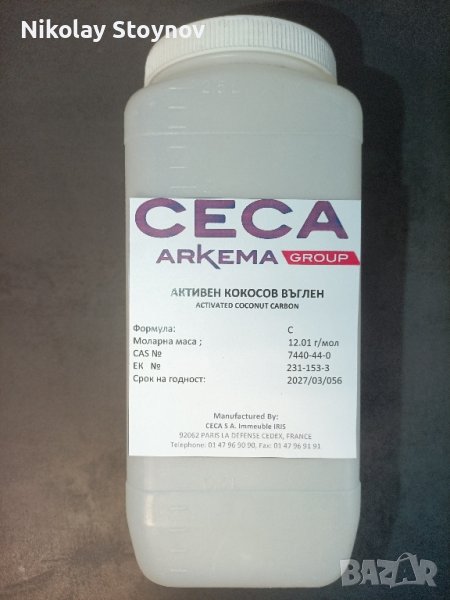 Nikolay Stoynov
CECA
ARKEMA GROUP
АКТИВЕН КОКОСОВ ВЪГЛЕН
ACTIVATED COCONUT CARBON
Формула: C
Моларна маса ; 12.01 г/мол
CAS № 7440-44-0
ЕК № 231-153-3
Срок на годност: 2027/03/056
Manufactured By:
CECA S A. Immeuble IRIS
92062 PARIS LA DEFENSE CEDEX, FRANCE
Telephone: 01 47 96 90 90, Fax: 01 47 96 91 91
BAZAR.bg